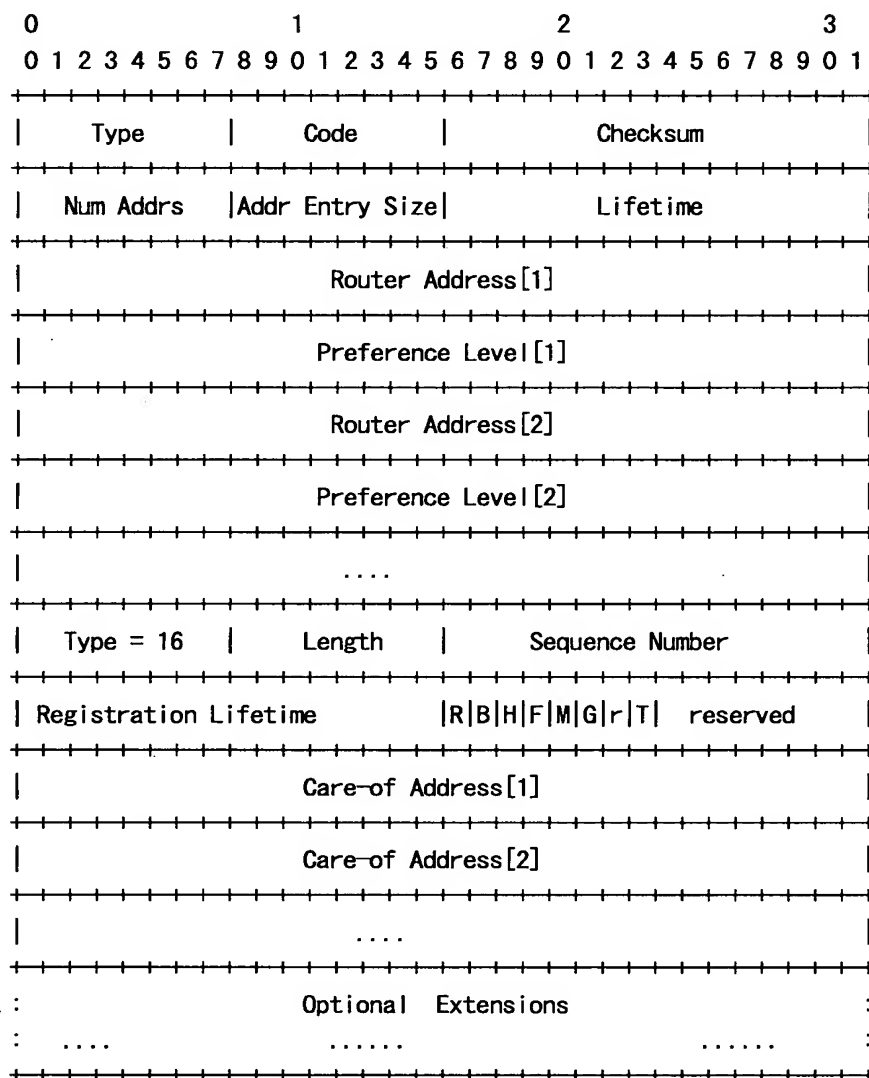 0 1 2 3
0 1 2 3 4 5 6 7 8 9 0 1 2 3 4 5 6 7 8 9 0 1 2 3 4 5 6 7 8 9 0 1
| Type | Code | Checksum |
| Num Addrs |Addr Entry Size| Lifetime |
| Router Address[1] |
| Preference Level[1] |
| Router Address[2] |
| Preference Level[2] |
| .... |
| Type = 16 | Length | Sequence Number |
| Registration Lifetime |R|B|H|F|M|G|r|T| reserved |
| Care-of Address[1] |
| Care-of Address[2] |
| .... |
: Optional Extensions :
: .... ...... ...... :